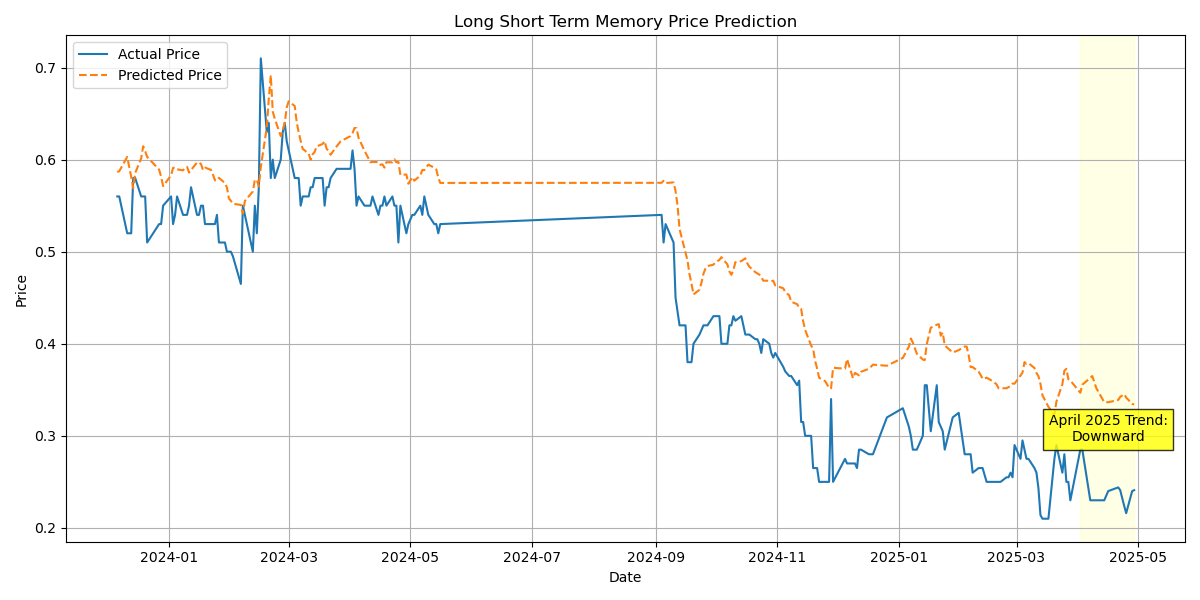 Long Short Term Memory Price Prediction
Actual Price
Predicted Price
Price
0.7
0.6
0.5
0.4
0.3
0.2
April 2025 Trend:
Downward
2024-01
2024-03
2024-05
2024-07
2024-09
2024-11
2025-01
2025-03
2025-05
Date